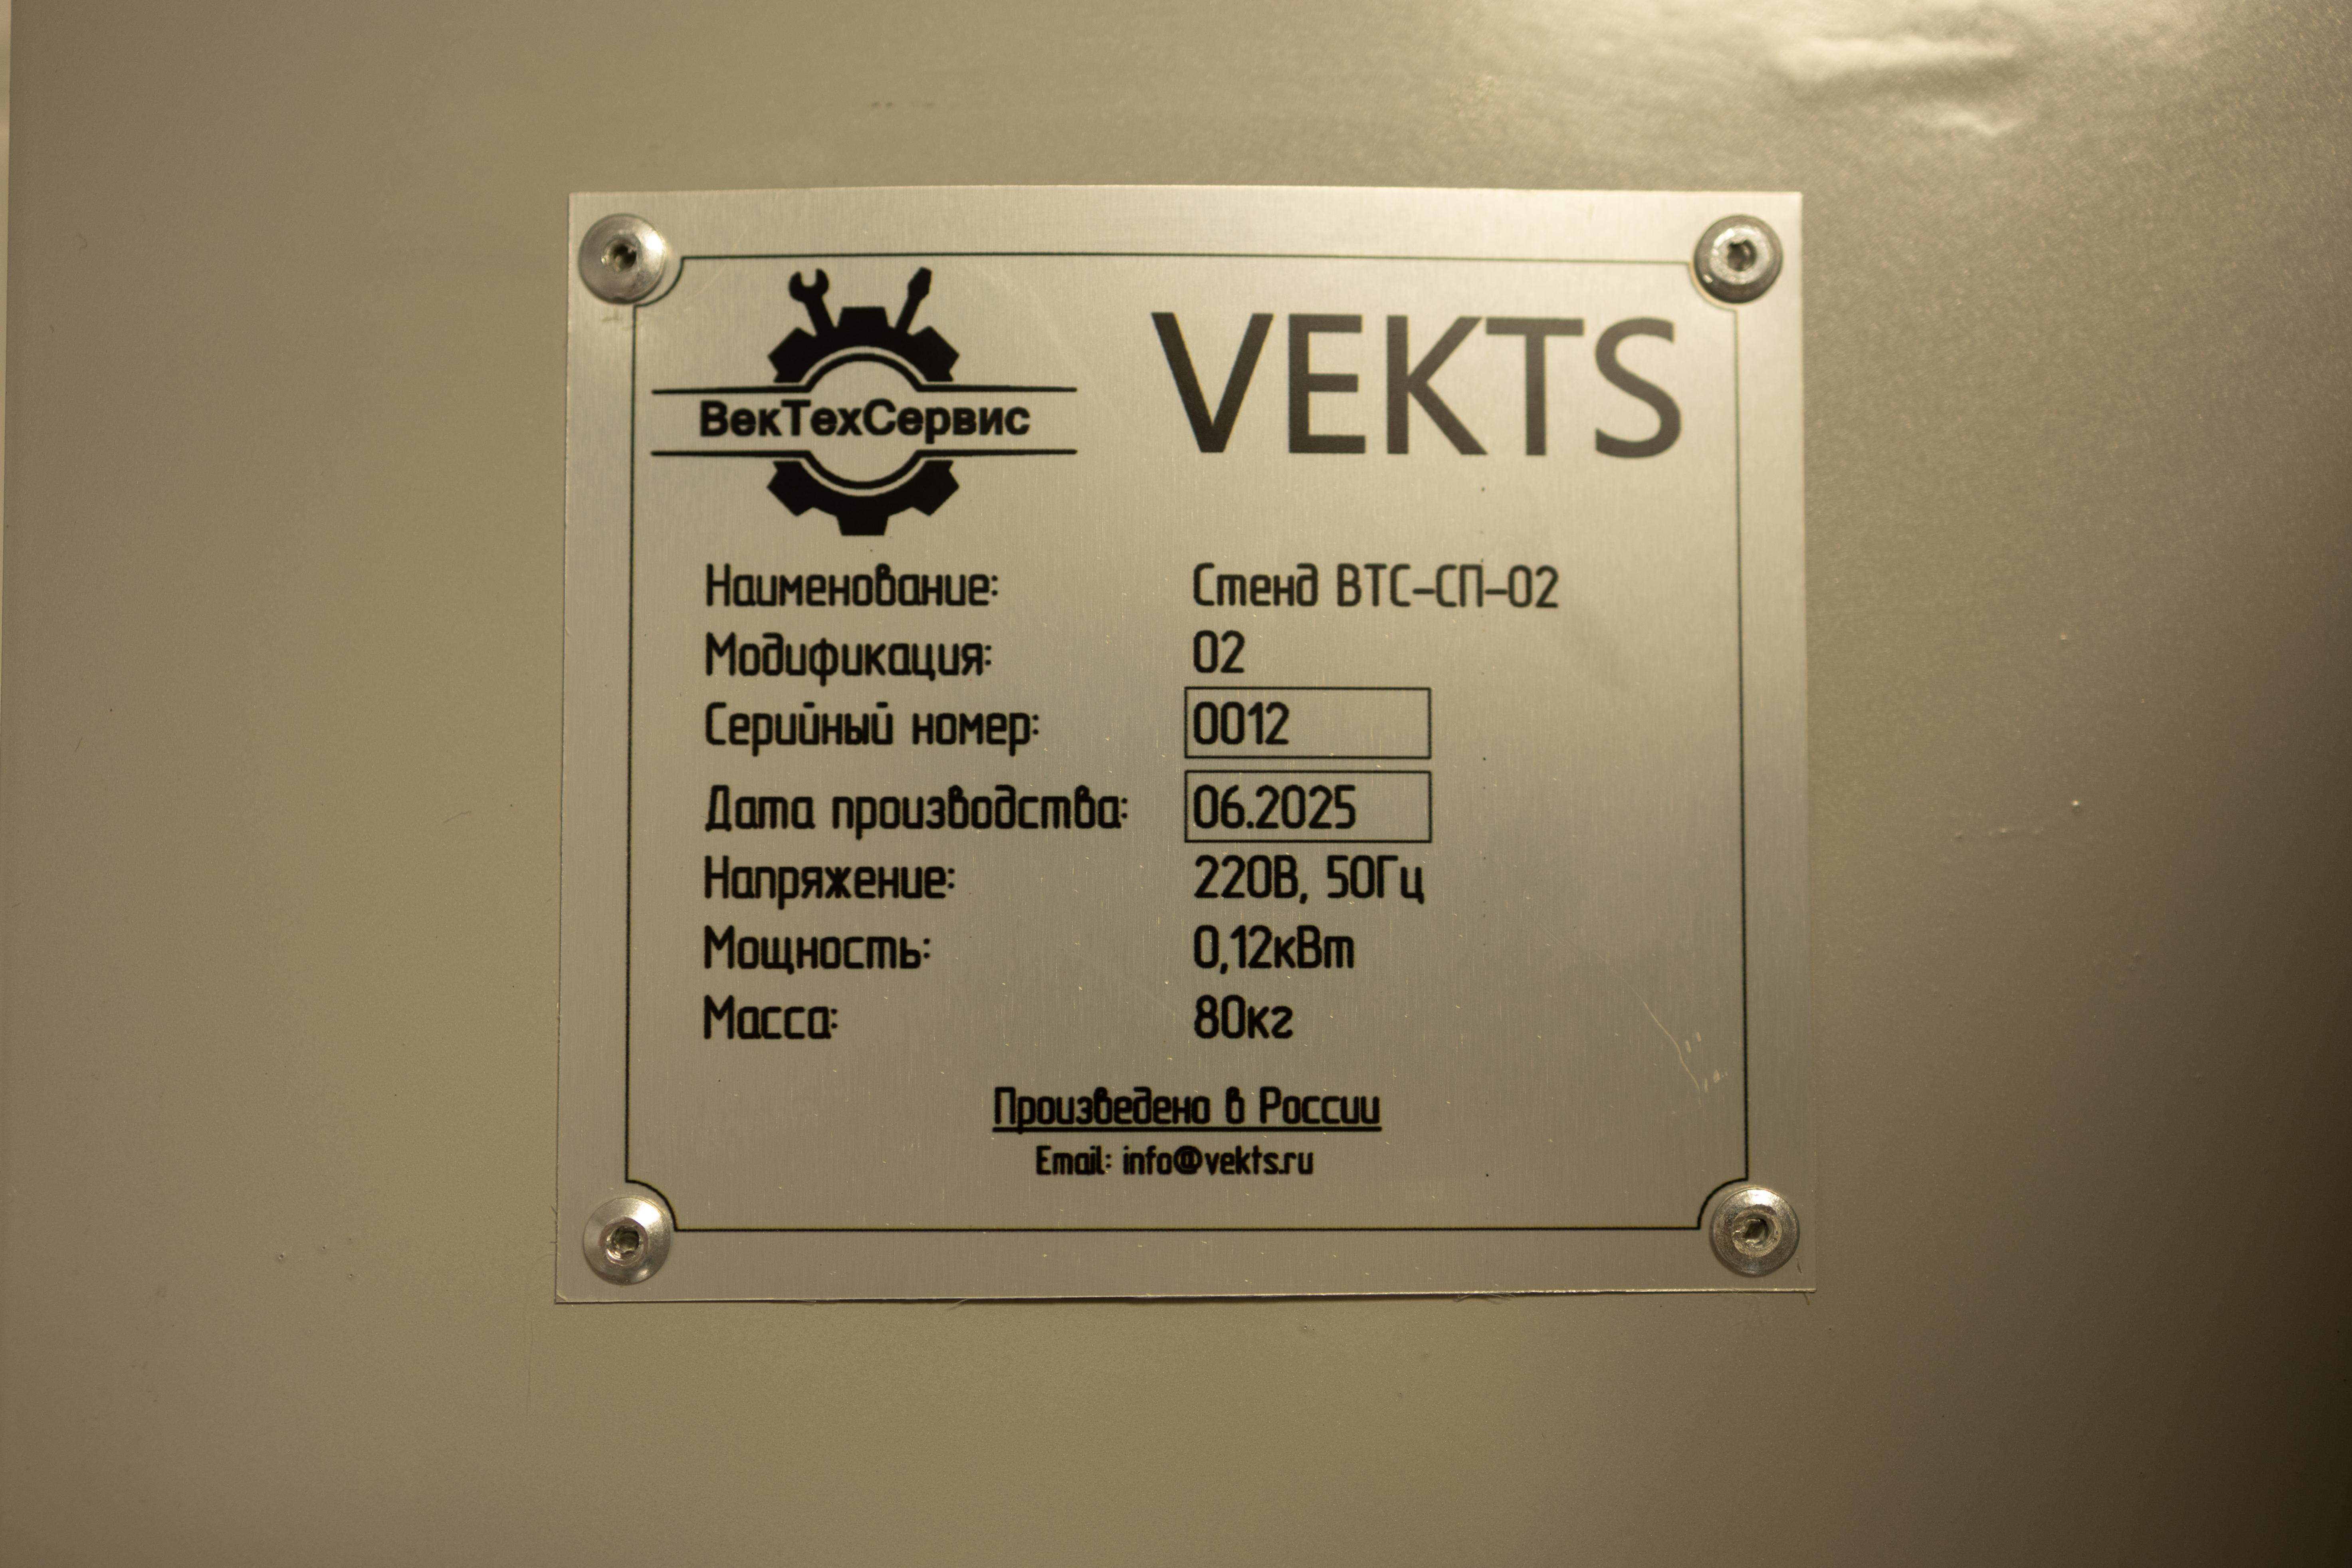 ВекТехСервис
VEKTS
Наименование: Стенд ВТС-СП-02
Модификация: 02
Серийный номер: 0012
Дата производства: 06.2025
Напряжение: 220В, 50Гц
Мощность: 0,12кВт
Масса: 80кг
Произведено в России
Email: info@vekts.ru